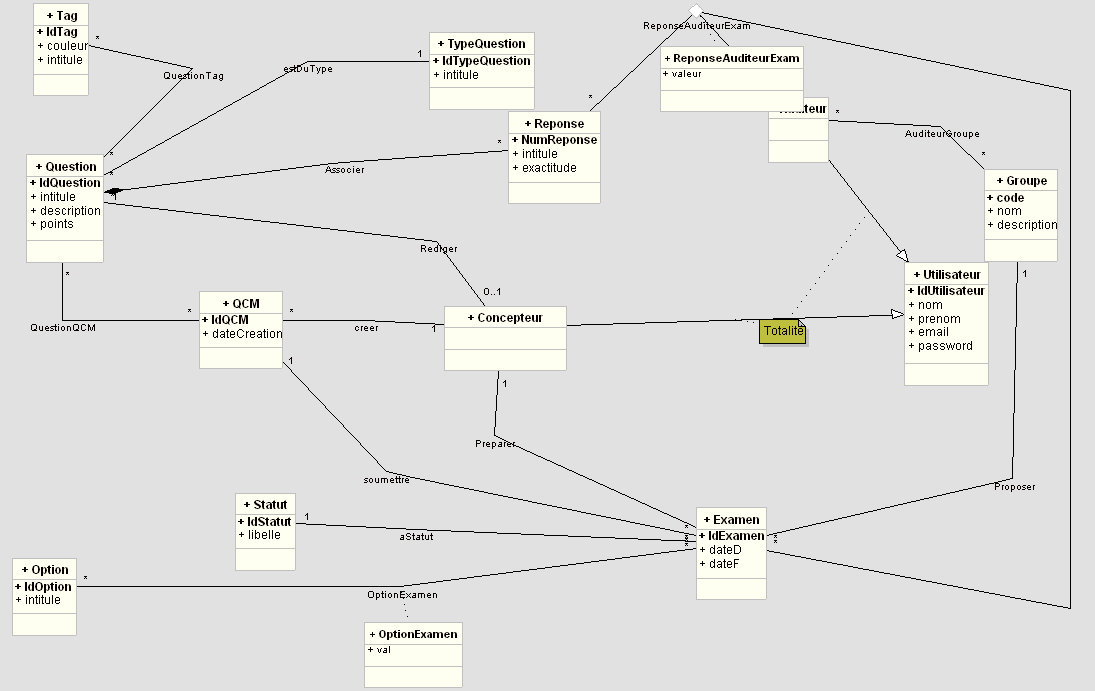 + Tag
+ IdTag
+ couleur
+ intitule
*
QuestionTag
*
+ TypeQuestion
+ IdTypeQuestion
+ intitule
1
estDuType
*
ReponseAuditeurExam
+ ReponseAuditeurExam
+ valeur
*
+ Reponse
+ NumReponse
+ intitule
+ exactitude
*
Associer
1
*
AuditeurGroupe
*
+ Groupe
+ code
+ nom
+ description
1
+ Question
+ IdQuestion
+ intitule
+ description
+ points
*
QuestionQCM
*
Rediger
0..1
+ Utilisateur
+ IdUtilisateur
+ nom
+ prenom
+ email
+ password
+ QCM
+ IdQCM
+ dateCreation
*
creer
1
1
+ Concepteur
1
Totalité
Preparer
soumettre
Proposer
+ Statut
+ IdStatut
+ libelle
1
aStatut
+ Examen
+ IdExamen
+ dateD
+ dateF
*
*
*
*
*
+ Option
+ IdOption
+ intitule
*
OptionExamen
+ OptionExamen
+ val